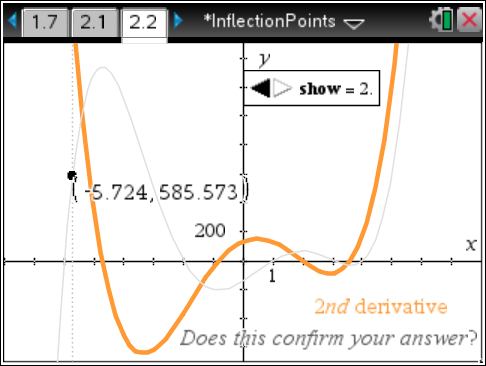 1.7 2.1 2.2 *InflectionPoints
y
show = 2.
( -5.724, 585.573 )
200
x
1
2nd derivative
Does this confirm your answer?